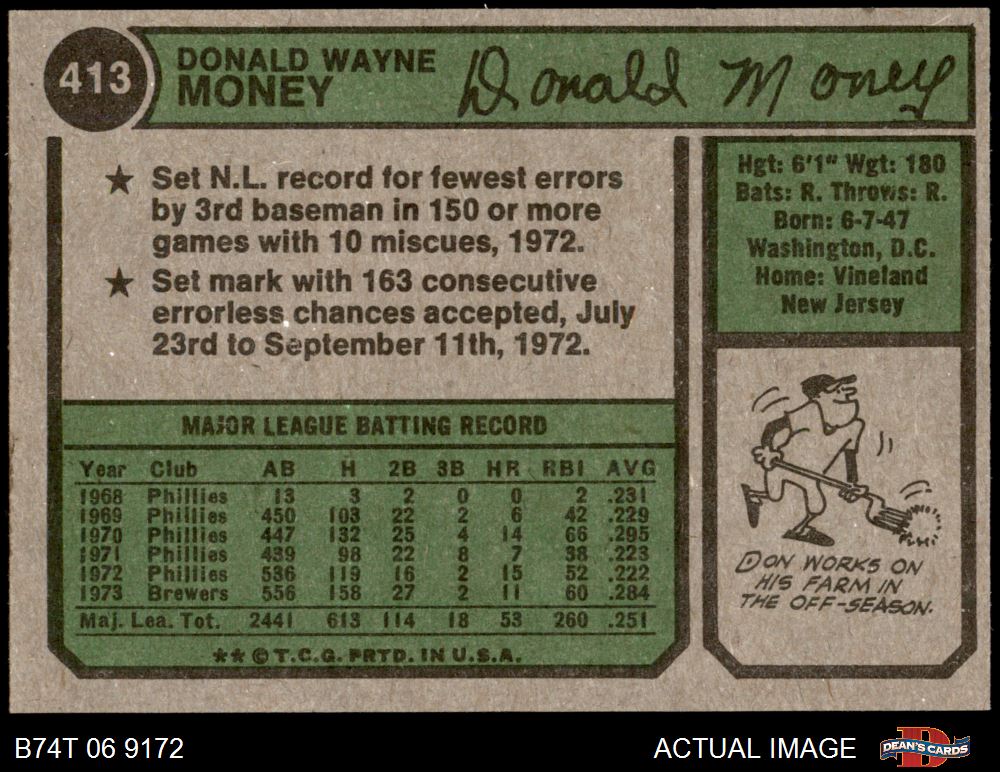 413
DONALD WAYNE
MONEY
Donald Money
★ Set N.L. record for fewest errors
by 3rd baseman in 150 or more
games with 10 miscues, 1972.
★ Set mark with 163 consecutive
errorless chances accepted, July
23rd to September 11th, 1972.
Hgt: 6'1" Wgt: 180
Bats: R. Throws: R.
Born: 6-7-47
Washington, D.C.
Home: Vineland
New Jersey
MAJOR LEAGUE BATTING RECORD
Year Club AB H 2B 3B HR RBI AVG
1968 Phillies 13 3 2 0 0 2 .231
1969 Phillies 450 103 22 2 6 42 .229
1970 Phillies 447 132 25 4 14 66 .295
1971 Phillies 439 98 22 8 7 38 .223
1972 Phillies 536 119 16 2 15 52 .222
1973 Brewers 556 158 27 2 11 60 .284
Maj. Lea. Tot. 2441 613 114 18 53 260 .251
★★ © T.C.G. PRTD. IN U.S.A.
DON WORKS ON
HIS FARM IN
THE OFF-SEASON.
B74T 06 9172
ACTUAL IMAGE
D
DEAN'S CARDS